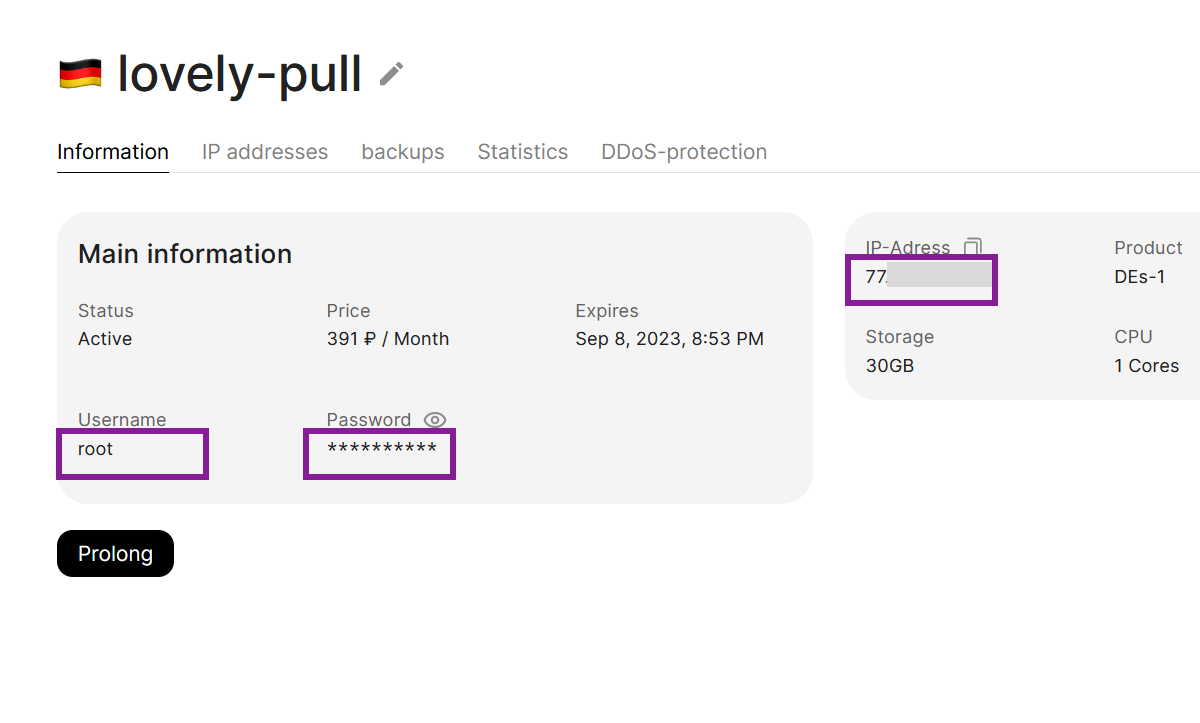 lovely-pull
Information IP addresses backups Statistics DDoS-protection
Main information
Status Price Expires
Active 391 ₽ / Month Sep 8, 2023, 8:53 PM
Username Password
root **********
Prolong
IP-Adress Product
77. DEs-1
Storage CPU
30GB 1 Cores